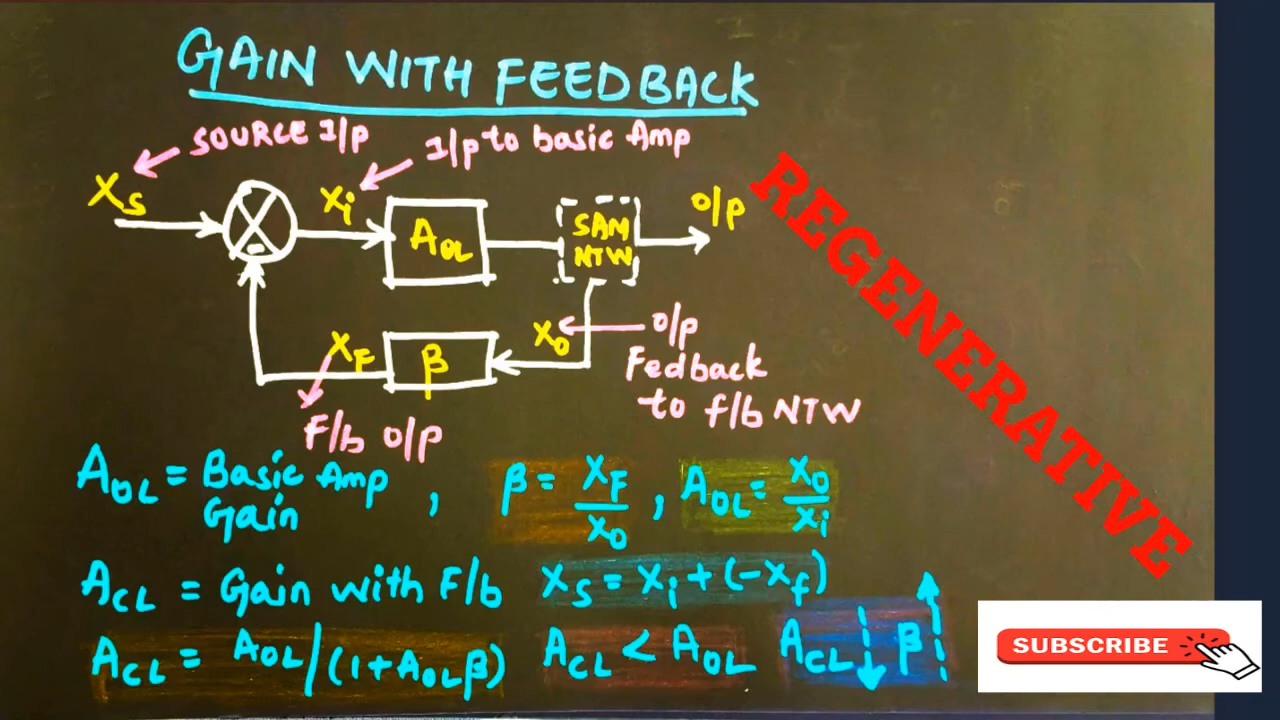 GAIN WITH FEEDBACK
SOURCE I/p
I/p to basic Amp
Xs
Xi
AOL
SAM
NTW
o/p
REGENERATIVE
XF
β
Xo
o/p
Fedback
to f/b NTW
F/b o/p
AOL = Basic Amp Gain , β = XF/Xo , AOL = Xo/Xi
ACL = Gain with F/b Xs = Xi + (-Xf)
ACL = AOL/(1+AOLβ) ACL < AOL ACL ↓ β ↑
SUBSCRIBE